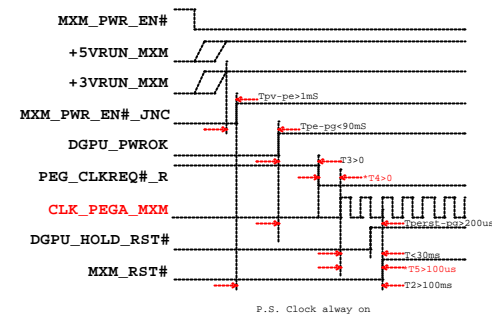 MXM_PWR_EN#
+5VRUN_MXM
+3VRUN_MXM
Tpv-pe>1mS
MXM_PWR_EN#_JNC
Tpe-pg<90mS
DGPU_PWROK
T3>0
PEG_CLKREQ#_R
*T4>0
CLK_PEGA_MXM
Tperst-pg>200us
DGPU_HOLD_RST#
T<30ms
*T5>100us
MXM_RST#
T2>100ms
P.S. Clock alway on